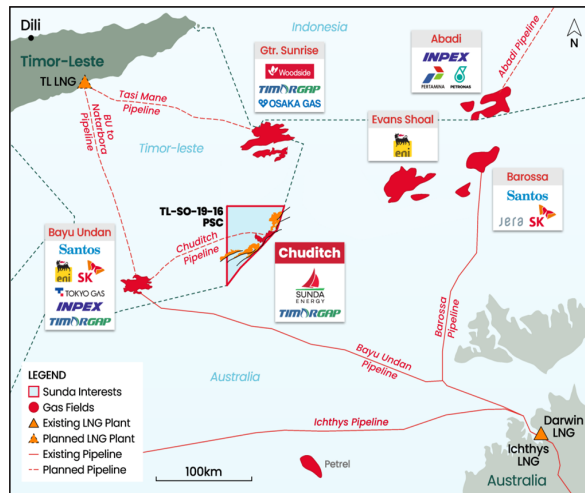 Dili
Timor-Leste
TL LNG
Tasi Mane
Pipeline
BU to
Natarbora
Pipeline
Timor-leste
Indonesia
Gtr. Sunrise
Woodside
TIMORGAP
OSAKA GAS
Abadi
INPEX
PERTAMINA
PETRONAS
Abadi Pipeline
N
Evans Shoal
eni
Barossa
Santos
jera SK
TL-SO-19-16
PSC
Chuditch
Pipeline
Chuditch
SUNDA
ENERGY
TIMORGAP
Bayu Undan
Santos
eni SK
TOKYO GAS
INPEX
TIMORGAP
Barossa
Pipeline
Bayu Undan
Pipeline
Australia
Ichthys Pipeline
Darwin
LNG
Ichthys
LNG
Australia
Petrel
100km
LEGEND
Sunda Interests
Gas Fields
Existing LNG Plant
Planned LNG Plant
Existing Pipeline
Planned Pipeline